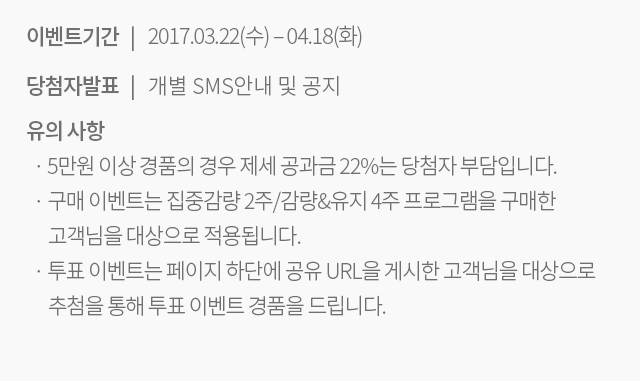 이벤트기간 | 2017.03.22(수) – 04.18(화)
당첨자발표 | 개별 SMS안내 및 공지
유의 사항
· 5만원 이상 경품의 경우 제세 공과금 22%는 당첨자 부담입니다.
· 구매 이벤트는 집중감량 2주/감량&유지 4주 프로그램을 구매한
고객님을 대상으로 적용됩니다.
· 투표 이벤트는 페이지 하단에 공유 URL을 게시한 고객님을 대상으로
추첨을 통해 투표 이벤트 경품을 드립니다.